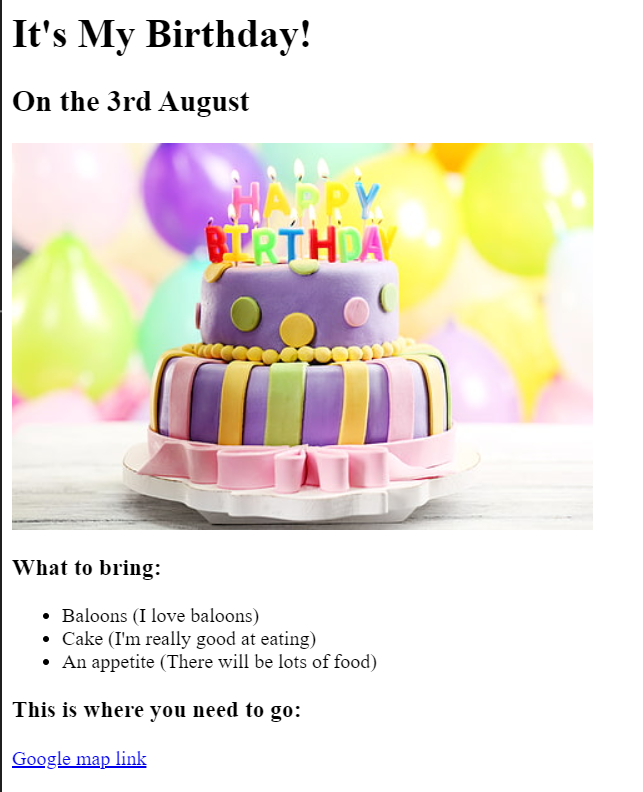 It's My Birthday!
On the 3rd August
HAPPY
BIRTHDAY
What to bring:
Baloons (I love baloons)
Cake (I'm really good at eating)
An appetite (There will be lots of food)
This is where you need to go:
Google map link